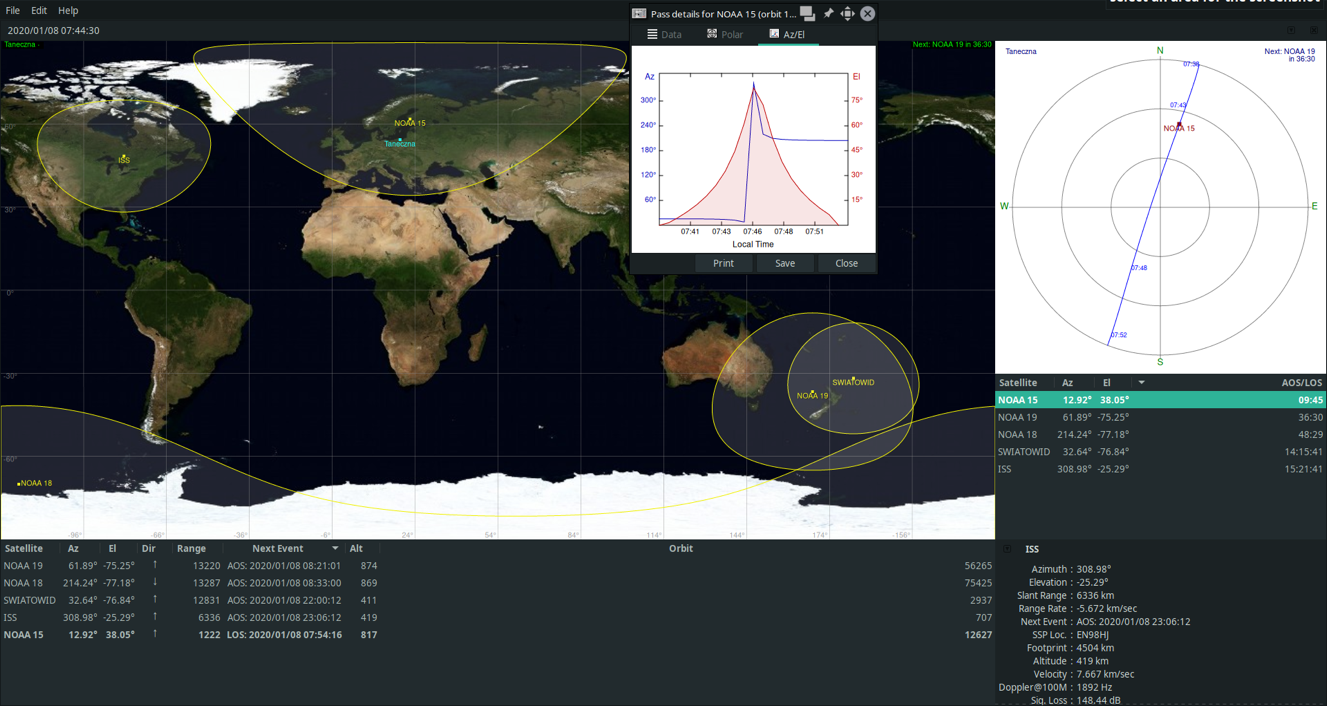 File Edit Help
Select an area for the screenshot
2020/01/08 07:44:30
Taneczna -
Next: NOAA 19 in 36:30
60°
30°
0°
-30°
-60°
-96° -66° -36° -6° 24° 54° 84° 114° 144° 174° -156°
NOAA 15
Taneczna
ISS
SWIATOWID
NOAA 19
NOAA 18
Pass details for NOAA 15 (orbit 1...
Data Polar Az/El
Az El
300° 75°
240° 60°
180° 45°
120° 30°
60° 15°
07:41 07:43 07:46 07:48 07:51
Local Time
Print Save Close
Taneczna N Next: NOAA 19
in 36:30
07:38
07:43
NOAA 15
W E
07:48
07:52
S
Satellite Az El AOS/LOS
NOAA 15 12.92° 38.05° 09:45
NOAA 19 61.89° -75.25° 36:30
NOAA 18 214.24° -77.18° 48:29
SWIATOWID 32.64° -76.84° 14:15:41
ISS 308.98° -25.29° 15:21:41
Satellite Az El Dir Range Next Event Alt Orbit
NOAA 19 61.89° -75.25° ↑ 13220 AOS: 2020/01/08 08:21:01 874 56265
NOAA 18 214.24° -77.18° ↓ 13287 AOS: 2020/01/08 08:33:00 869 75425
SWIATOWID 32.64° -76.84° ↑ 12831 AOS: 2020/01/08 22:00:12 411 2937
ISS 308.98° -25.29° ↑ 6336 AOS: 2020/01/08 23:06:12 419 707
NOAA 15 12.92° 38.05° ↑ 1222 LOS: 2020/01/08 07:54:16 817 12627
ISS
Azimuth : 308.98°
Elevation : -25.29°
Slant Range : 6336 km
Range Rate : -5.672 km/sec
Next Event : AOS: 2020/01/08 23:06:12
SSP Loc. : EN98HJ
Footprint : 4504 km
Altitude : 419 km
Velocity : 7.667 km/sec
Doppler@100M : 1892 Hz
Sig. Loss : 148.44 dB